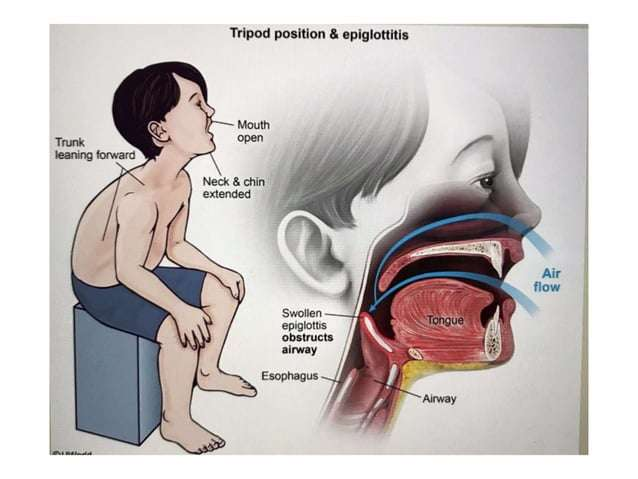 Tripod position & epiglottitis
Mouth
open
Trunk
leaning forward
Neck & chin
extended
Air
flow
Swollen
epiglottis
obstructs
airway
Tongue
Esophagus
Airway